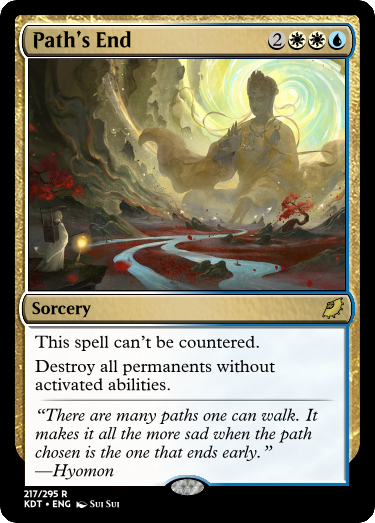 Path's End 2
Sorcery
This spell can't be countered.
Destroy all permanents without
activated abilities.
“There are many paths one can walk. It
makes it all the more sad when the path
chosen is the one that ends early.”
—Hyomon
217/295 R
KDT • ENG Sui Sui